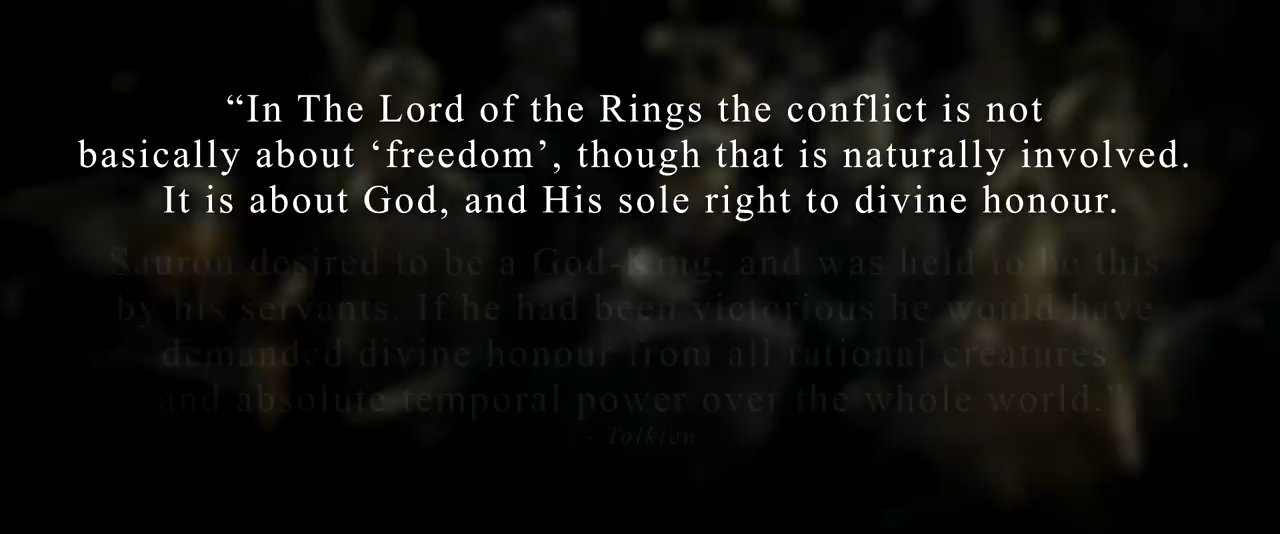 “In The Lord of the Rings the conflict is not
basically about ‘freedom’, though that is naturally involved.
It is about God, and His sole right to divine honour.
Sauron desired to be a God-King, and was held to be this
by his servants. If he had been victorious he would have
demanded divine honour from all rational creatures
and absolute temporal power over the whole world.”
- Tolkien